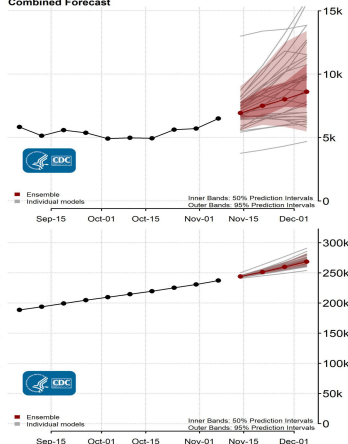 Combined Forecast
15k
10k
5k
0
CDC
Ensemble
Individual models
Inner Bands: 50% Prediction Intervals
Outer Bands: 95% Prediction Intervals
Sep-15 Oct-01 Oct-15 Nov-01 Nov-15 Dec-01
300k
250k
200k
150k
100k
50k
0
CDC
Ensemble
Individual models
Inner Bands: 50% Prediction Intervals
Outer Bands: 95% Prediction Intervals
Sep-15 Oct-01 Oct-15 Nov-01 Nov-15 Dec-01